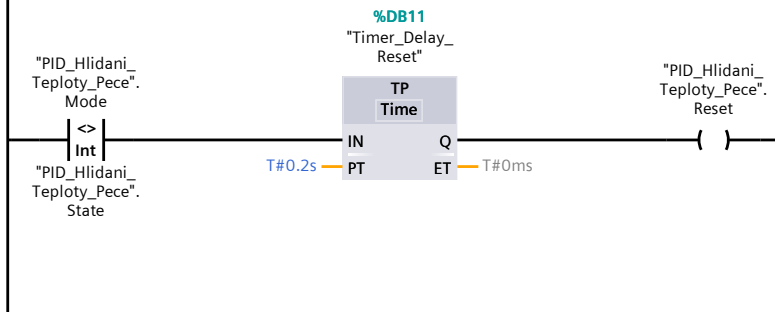 %DB11
"Timer_Delay_
Reset"
"PID_Hlidani_
Teploty_Pece".
Mode
<>
Int
"PID_Hlidani_
Teploty_Pece".
State
TP
Time
IN
Q
T#0.2s
PT
ET
T#0ms
"PID_Hlidani_
Teploty_Pece".
Reset